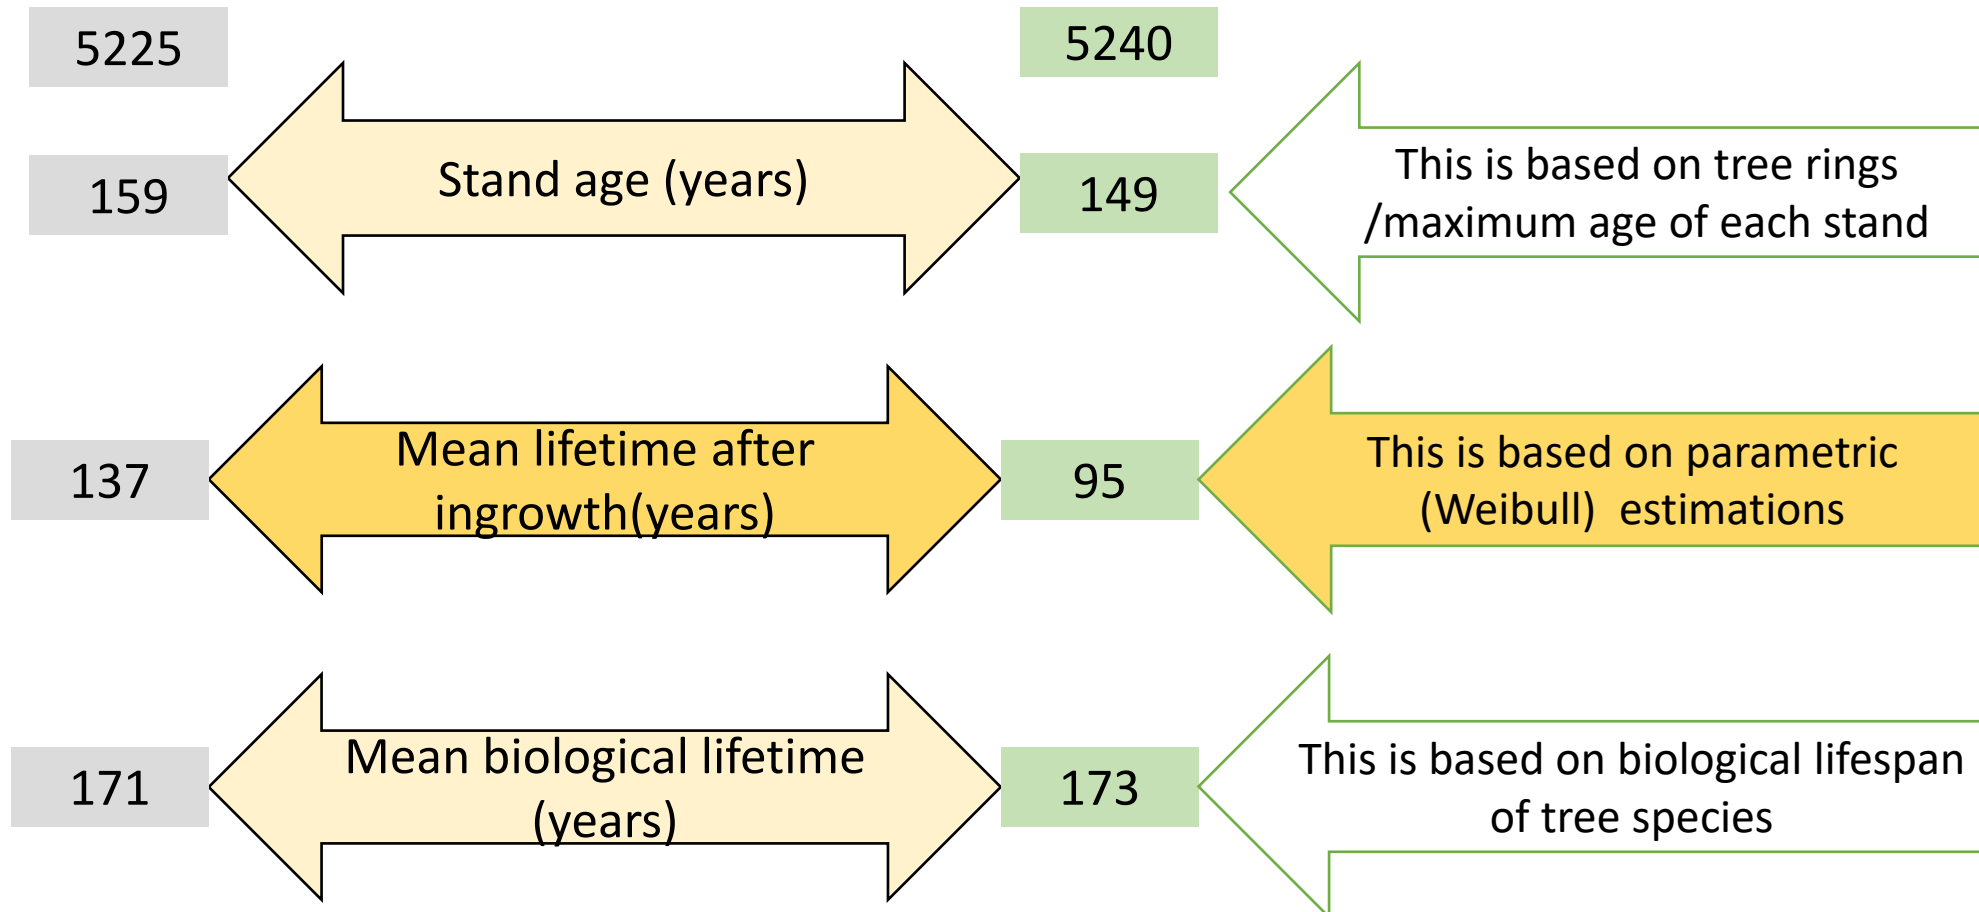 5225
5240
159
Stand age (years)
149
This is based on tree rings
/maximum age of each stand
137
Mean lifetime after
ingrowth(years)
95
This is based on parametric
(Weibull)  estimations
171
Mean biological lifetime
(years)
173
This is based on biological lifespan
of tree species